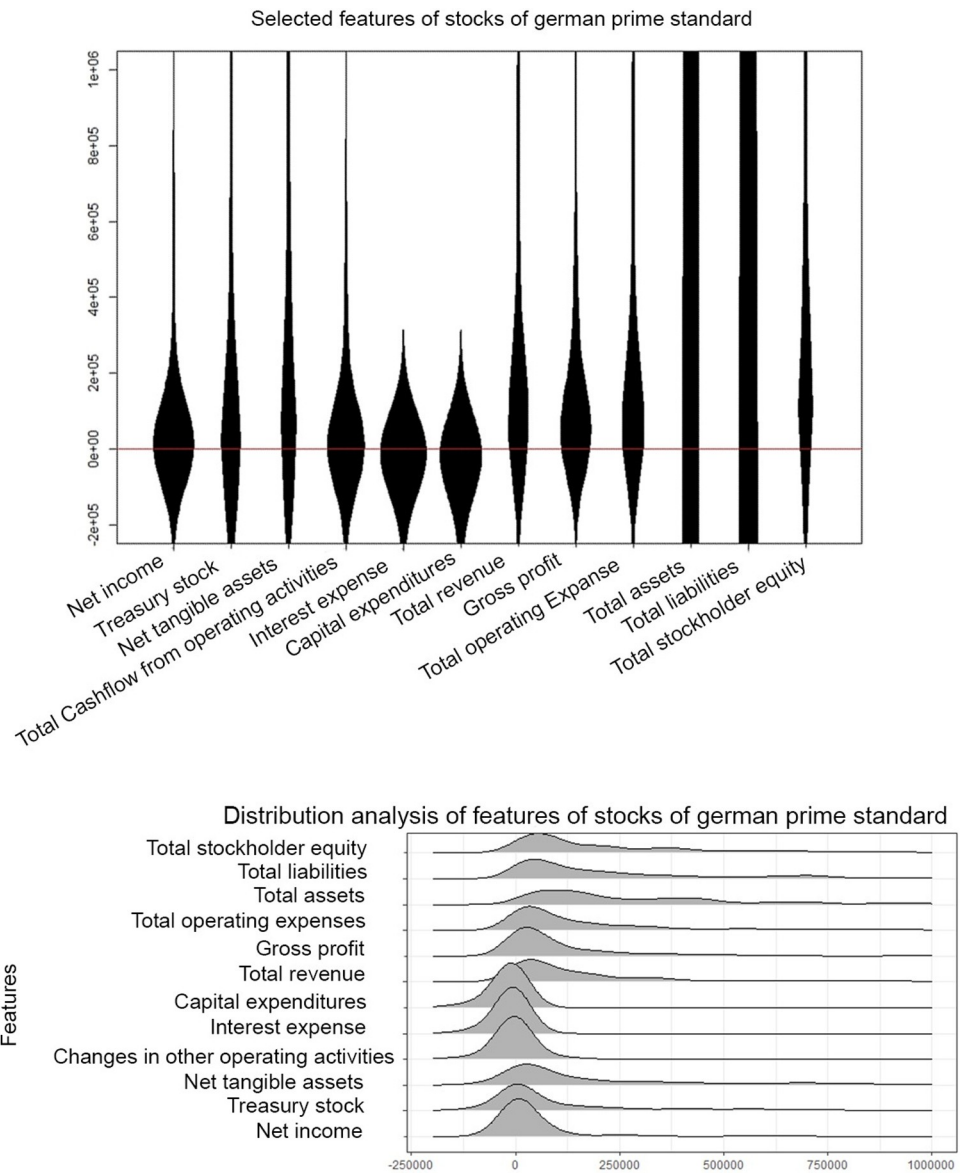 Selected features of stocks of german prime standard
1e+06
8e+05
6e+05
4e+05
2e+05
0e+00
-2e+05
Net income
Treasury stock
Net tangible assets
Total Cashflow from operating activities
Interest expense
Capital expenditures
Total revenue
Gross profit
Total operating Expanse
Total assets
Total liabilities
Total stockholder equity
Distribution analysis of features of stocks of german prime standard
Features
Total stockholder equity
Total liabilities
Total assets
Total operating expenses
Gross profit
Total revenue
Capital expenditures
Interest expense
Changes in other operating activities
Net tangible assets
Treasury stock
Net income
-250000 0 250000 500000 750000 1000000